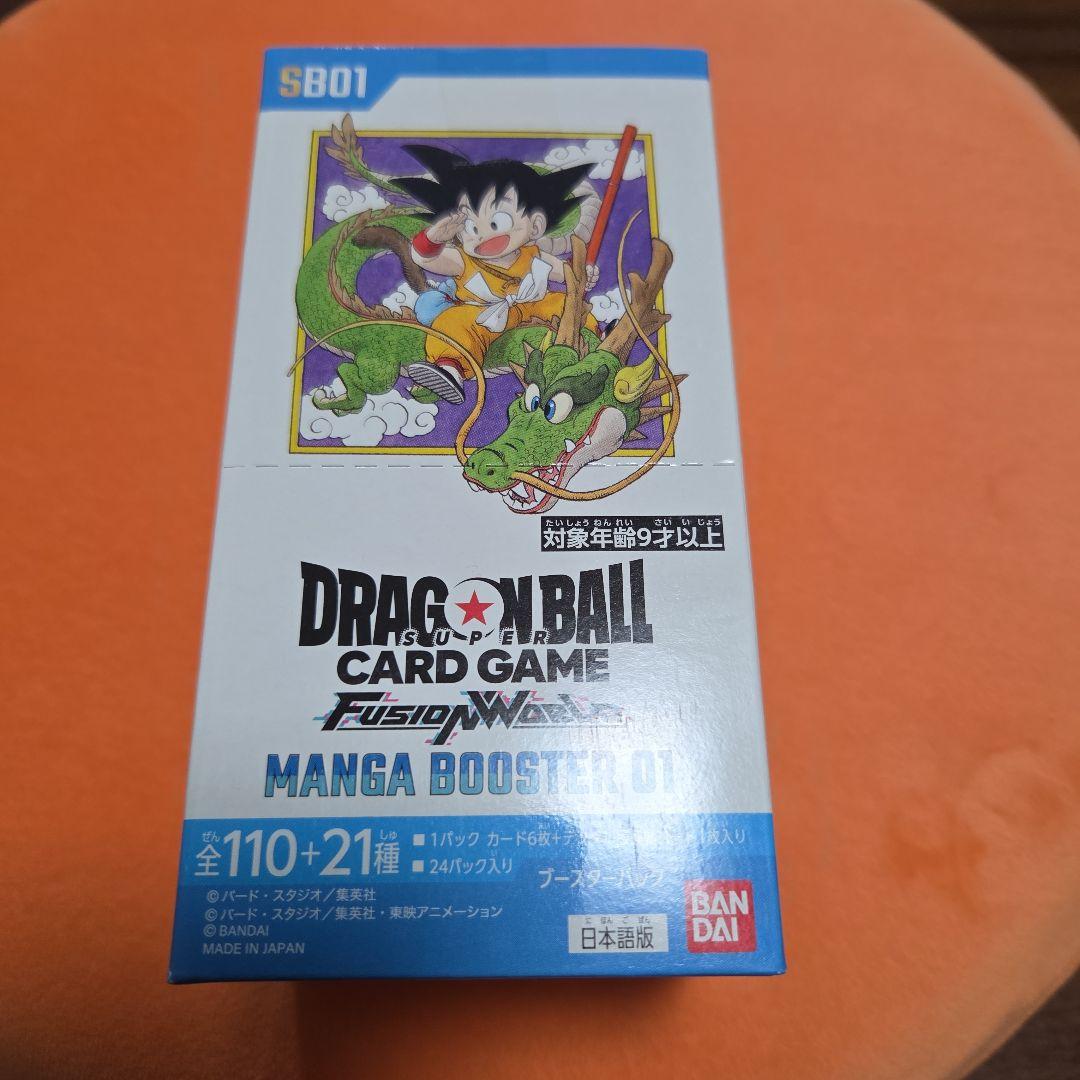 SB01
たいしょうねんれい さいいじょう
対象年齢9才以上
DRAGON BALL
SUPER
CARD GAME
FUSION WORLD
MANGA BOOSTER 01
ぜん しゅ
全110+21種
■1パック カード6枚+デ 枚入り
■24パック入り
ブースターパック
©バード・スタジオ/集英社
©バード・スタジオ/集英社・東映アニメーション
©BANDAI
MADE IN JAPAN
にほんごばん
日本語版
BAN
DAI